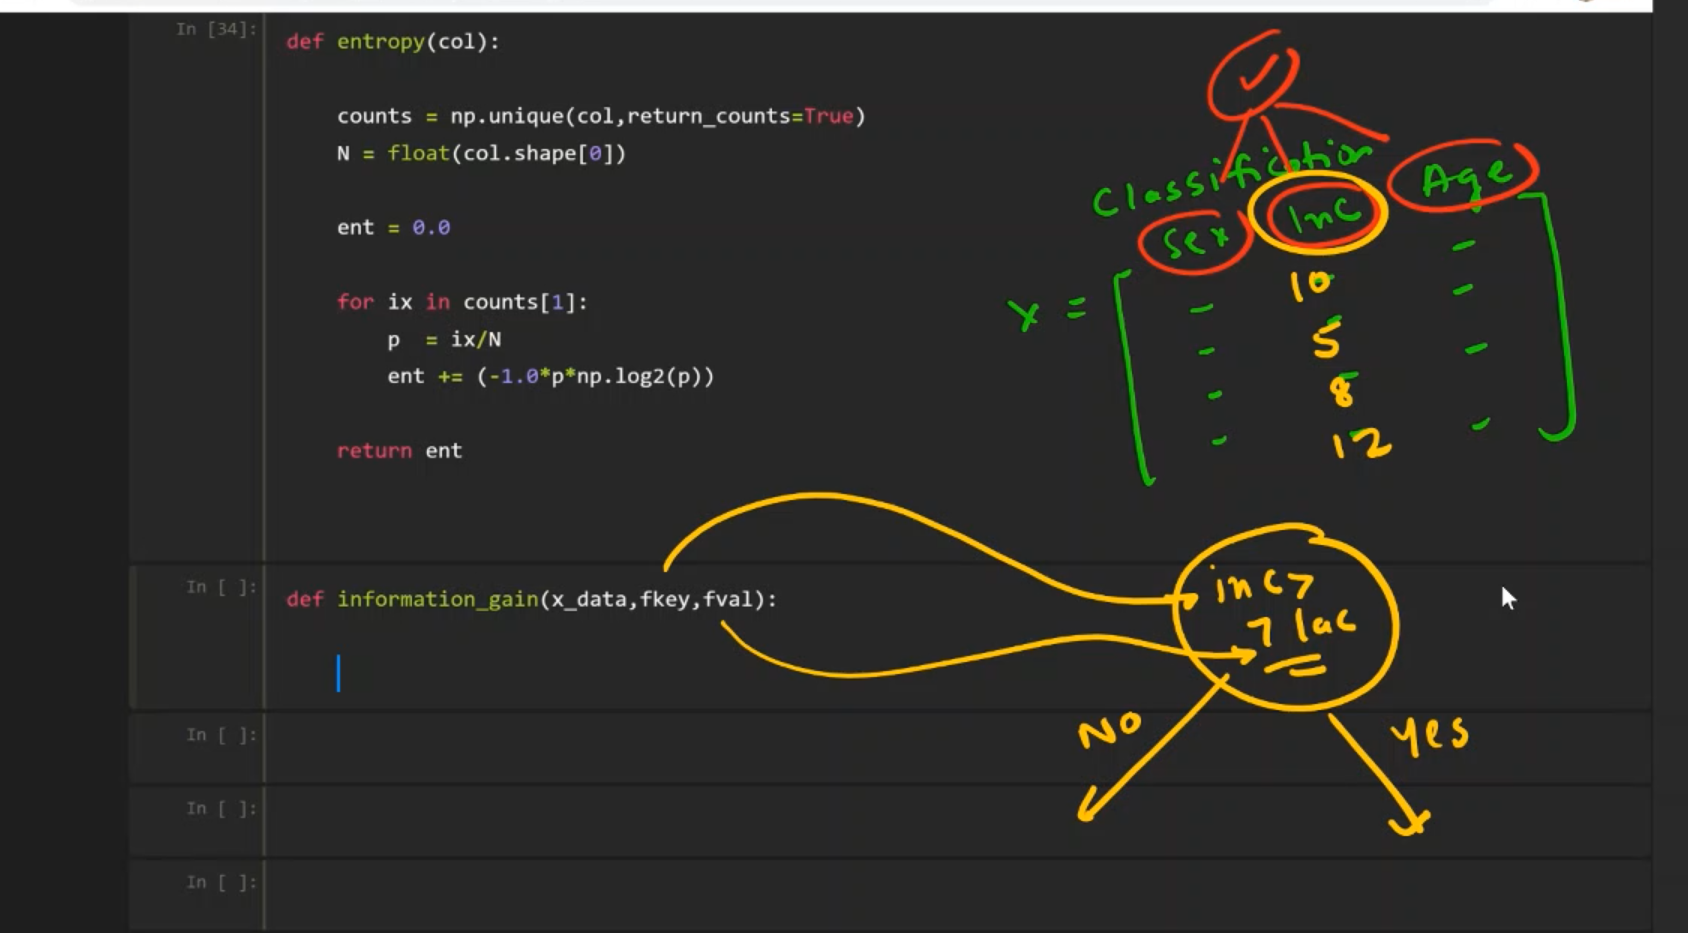 In [34]:
def entropy(col):
counts = np.unique(col,return_counts=True)
N = float(col.shape[0])
ent = 0.0
for ix in counts[1]:
p = ix/N
ent += (-1.0*p*np.log2(p))
return ent
Classification
Sex Inc Age
X =
- 10 -
- 5 -
- 8 -
- 12 -
In [ ]:
def information_gain(x_data,fkey,fval):
inc >
7 lac
NO
Yes
In [ ]:
In [ ]:
In [ ]: